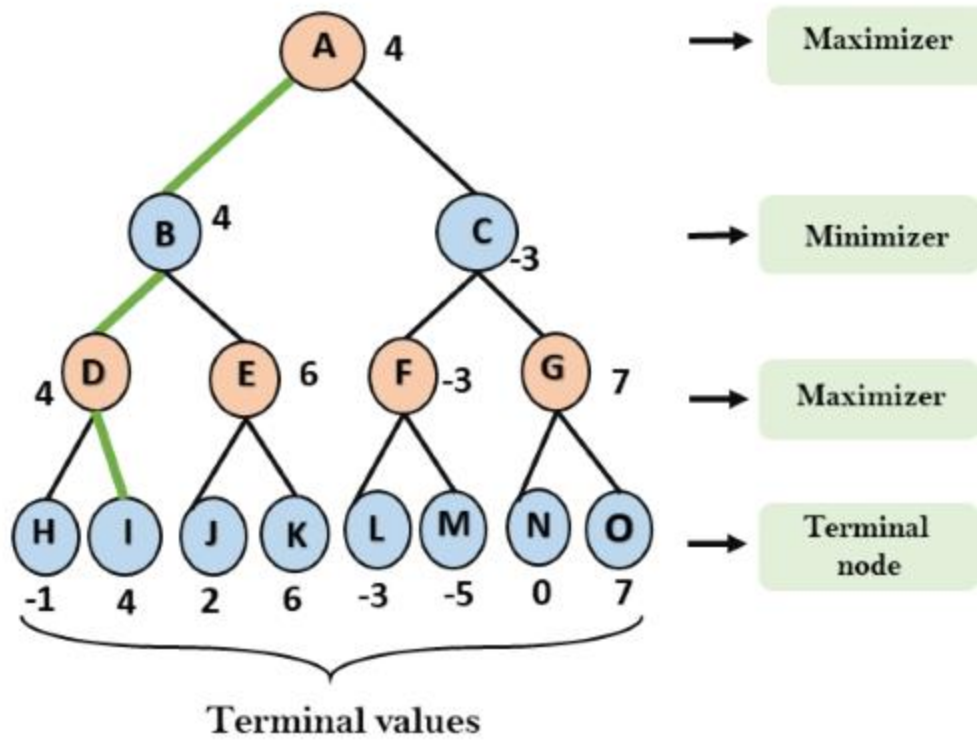 A 4
Maximizer
B 4
C -3
Minimizer
D 4
E 6
F -3
G 7
Maximizer
H I J K L M N O
Terminal
node
-1 4 2 6 -3 -5 0 7
Terminal values